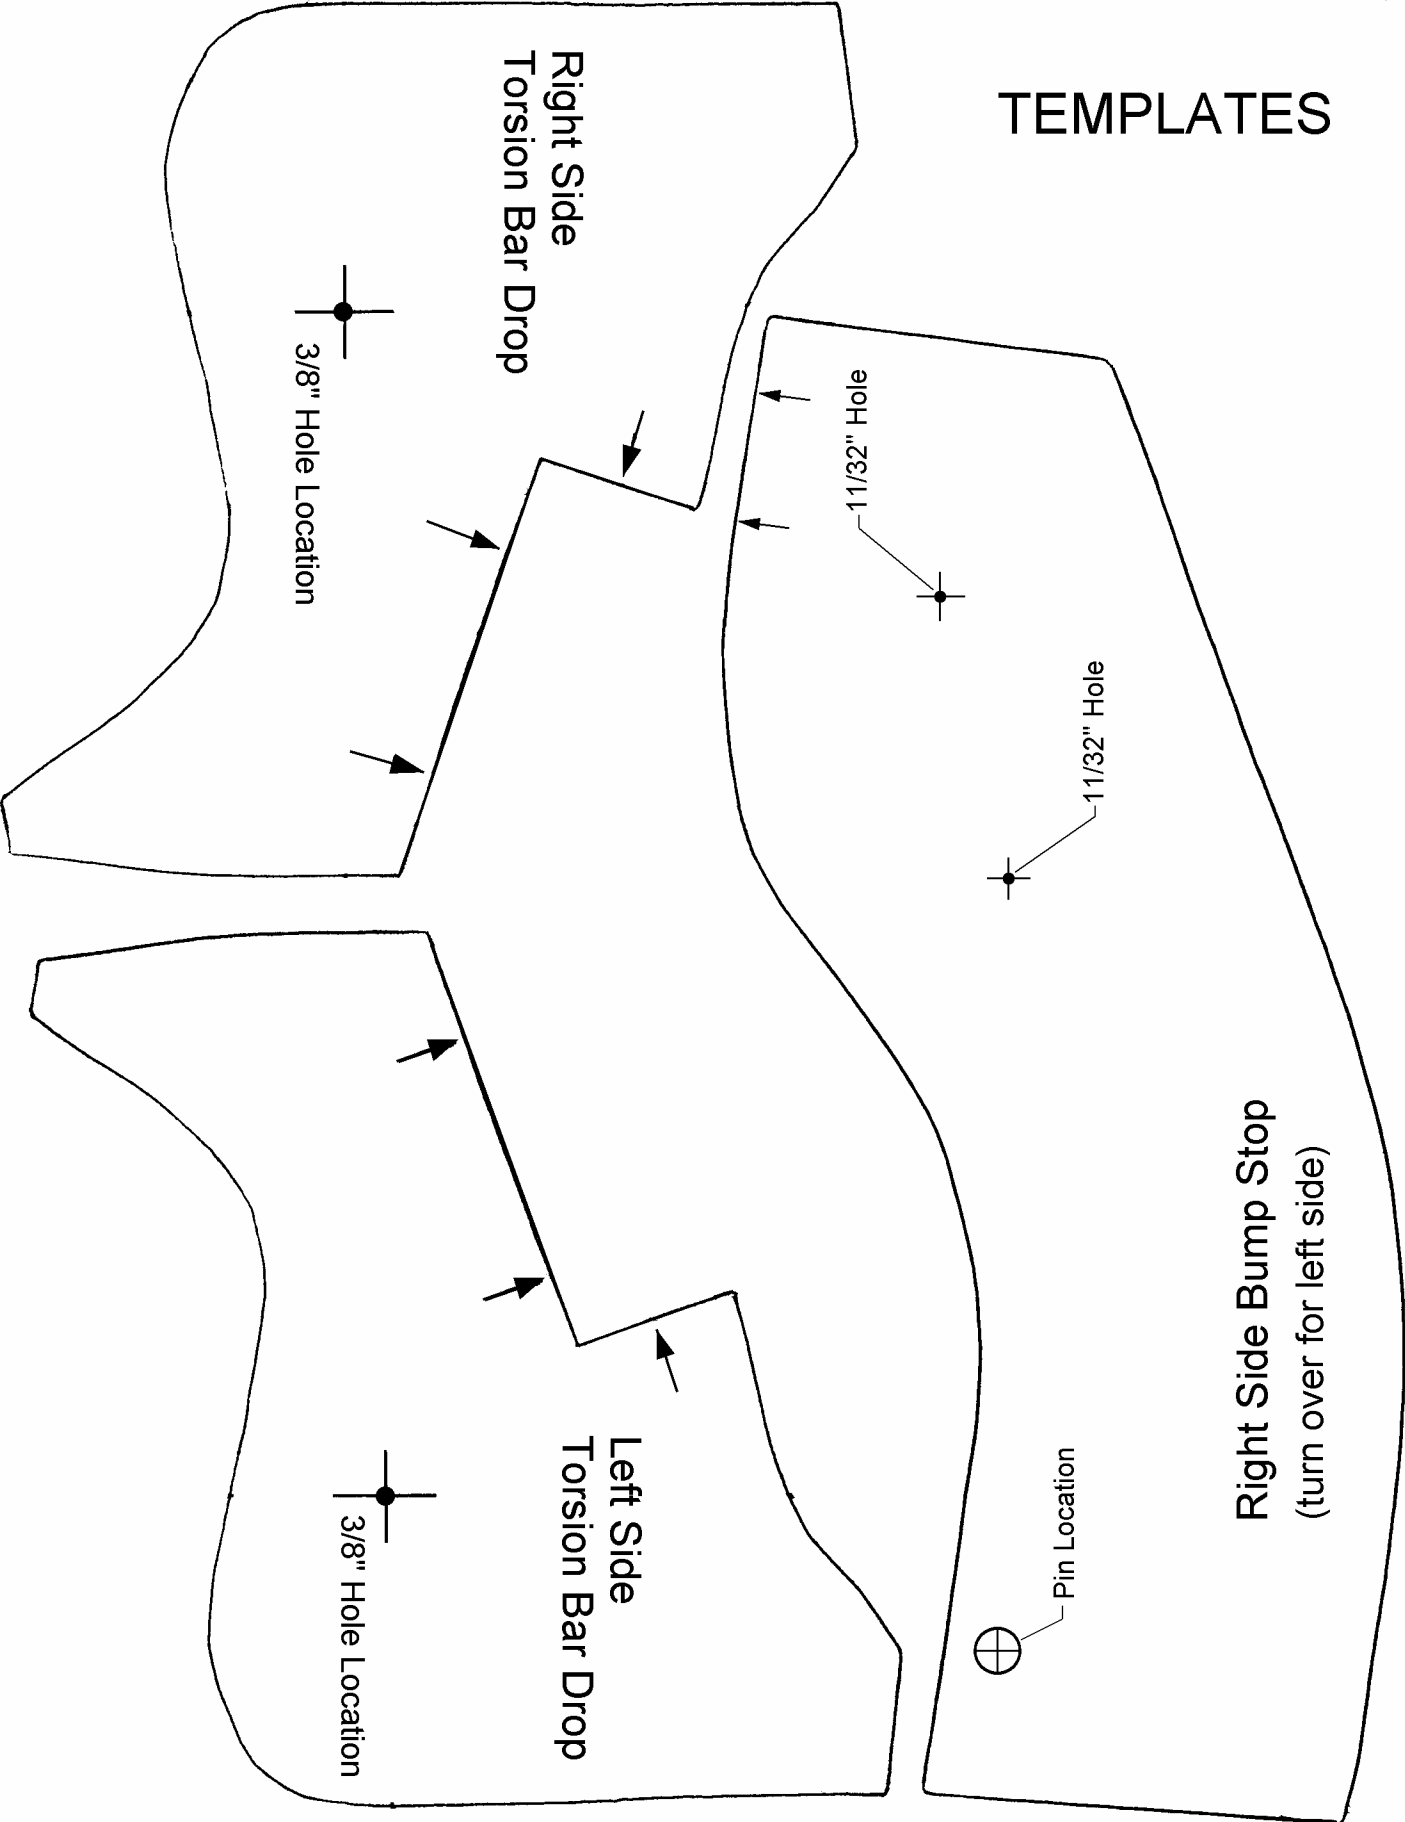 TEMPLATES
Right Side
Torsion Bar Drop
3/8" Hole Location
11/32" Hole
11/32" Hole
Right Side Bump Stop
(turn over for left side)
Pin Location
Left Side
Torsion Bar Drop
3/8" Hole Location